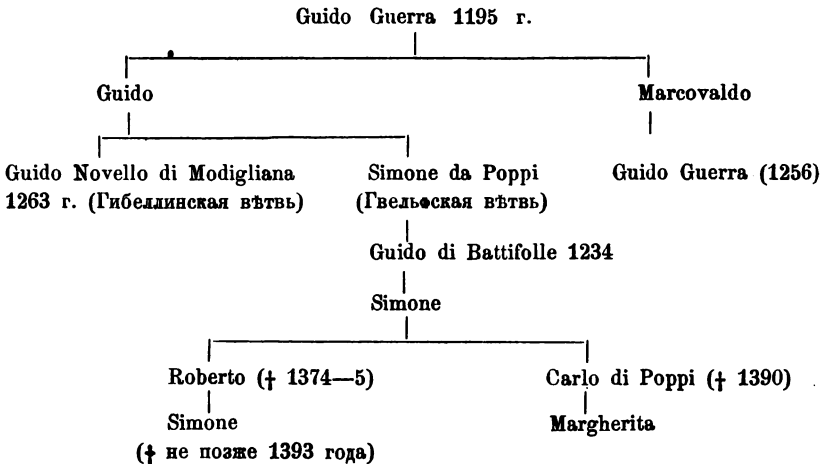 Guido Guerra 1195 г.
Guido Marcovaldo
Guido Novello di Modigliana Simone da Poppi Guido Guerra (1256)
1263 г. (Гибеллинская вѣтвь) (Гвельфская вѣтвь)
Guido di Battifolle 1234
Simone
Roberto († 1374—5) Carlo di Poppi († 1390)
Simone Margherita
(† не позже 1393 года)